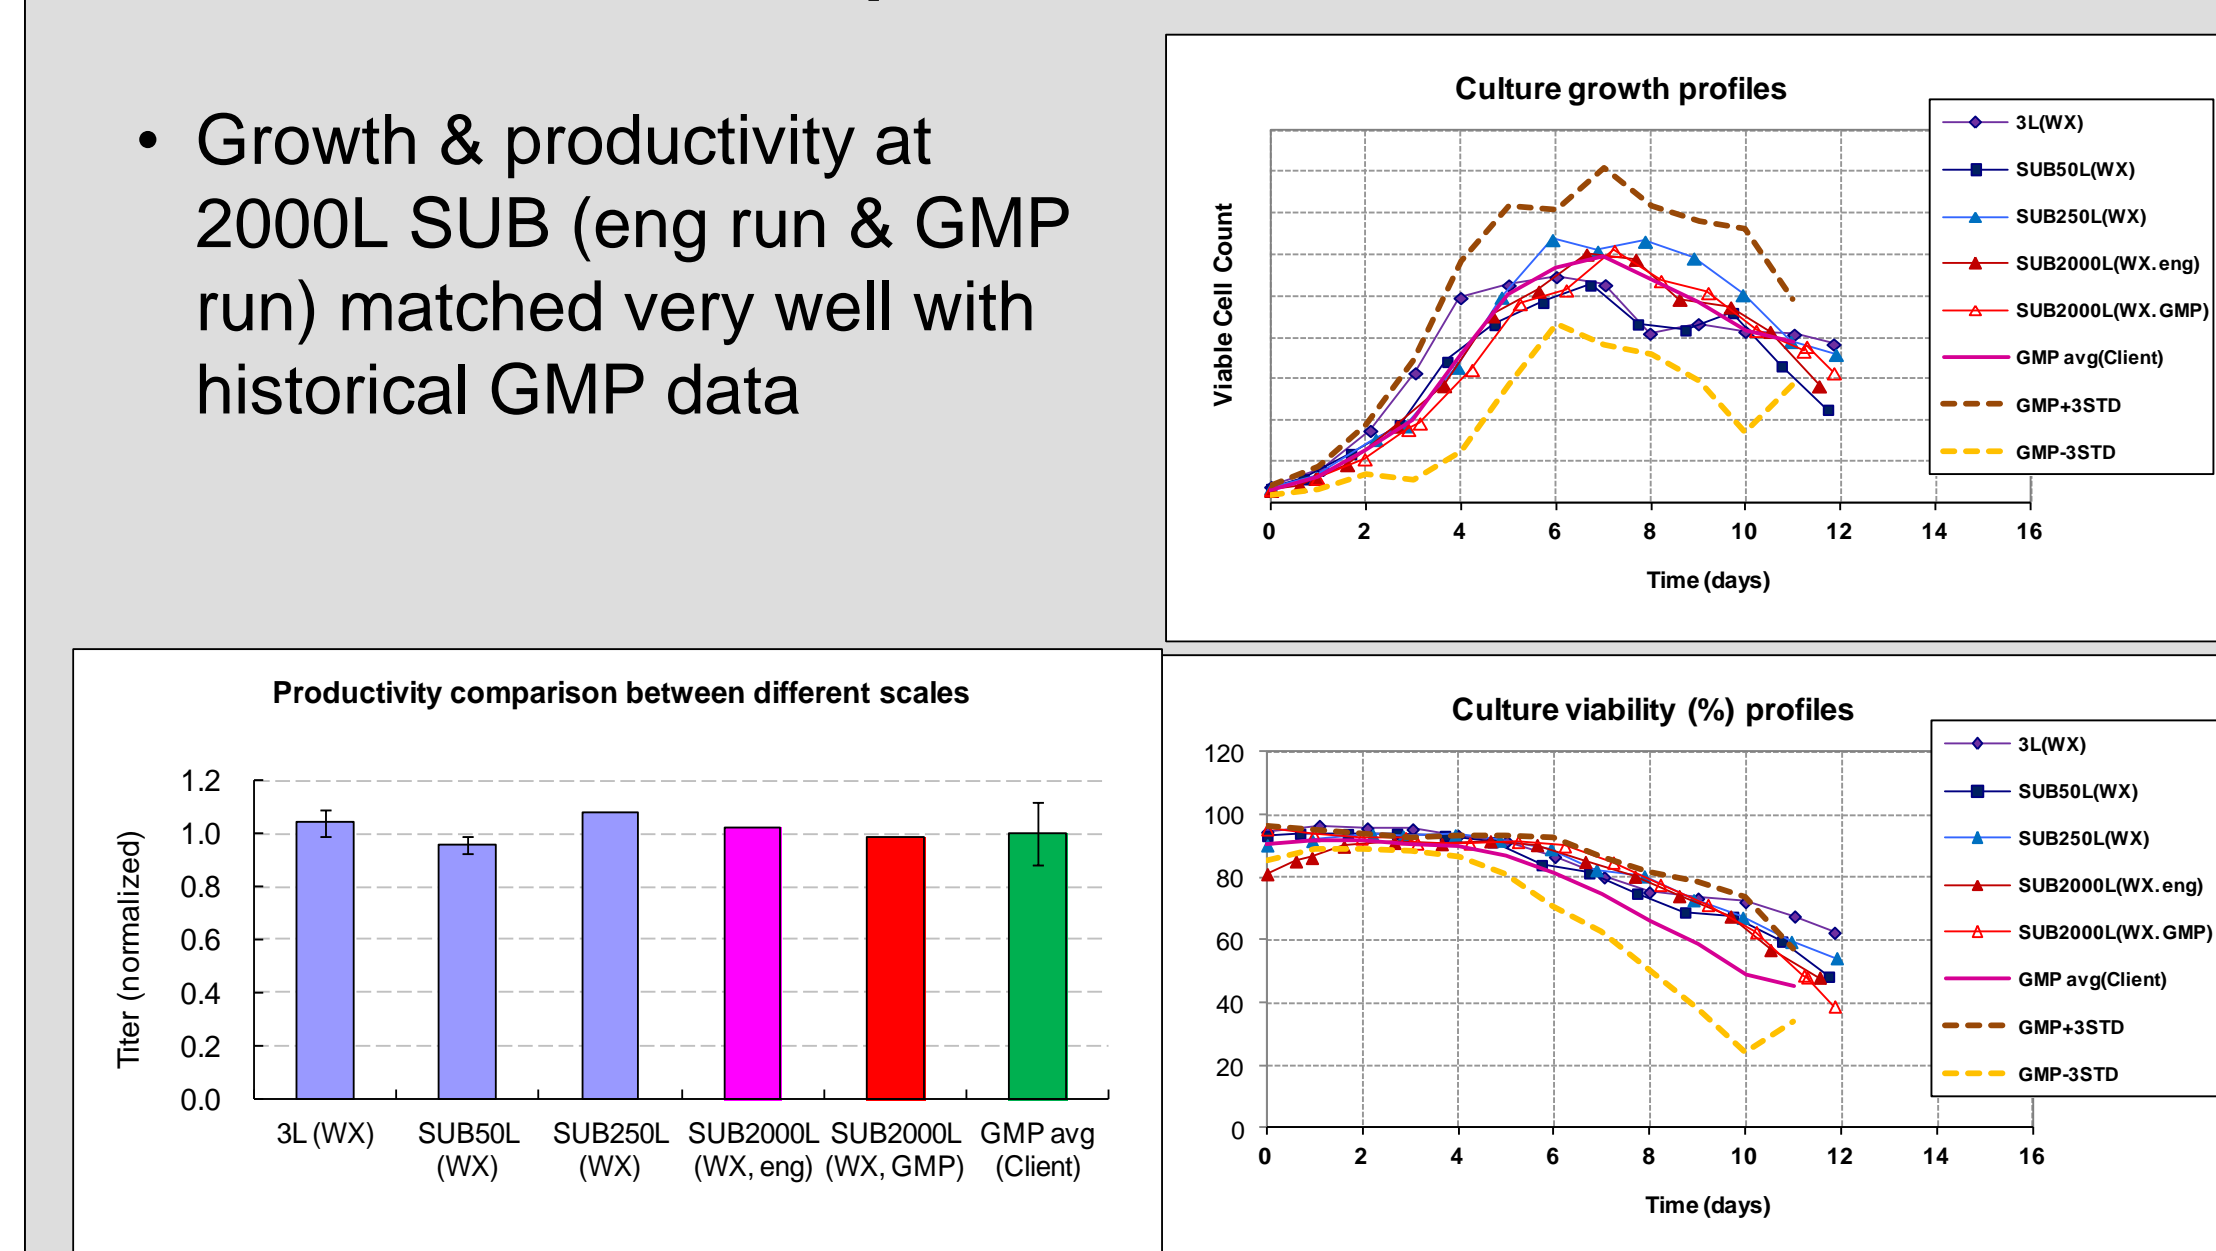 • Growth & productivity at
2000L SUB (eng run & GMP
run) matched very well with
historical GMP data
Culture growth profiles
Viable Cell Count
0 2 4 6 8 10 12 14 16
Time (days)
3L(WX)
SUB50L(WX)
SUB250L(WX)
SUB2000L(WX.eng)
SUB2000L(WX.GMP)
GMP avg(Client)
GMP+3STD
GMP-3STD
Productivity comparison between different scales
Titer (normalized)
1.2
1.0
0.8
0.6
0.4
0.2
0.0
3L (WX) SUB50L SUB250L SUB2000L SUB2000L GMP avg
(WX) (WX) (WX, eng) (WX, GMP) (Client)
Culture viability (%) profiles
120
100
80
60
40
20
0
0 2 4 6 8 10 12 14 16
Time (days)
3L(WX)
SUB50L(WX)
SUB250L(WX)
SUB2000L(WX.eng)
SUB2000L(WX.GMP)
GMP avg(Client)
GMP+3STD
GMP-3STD